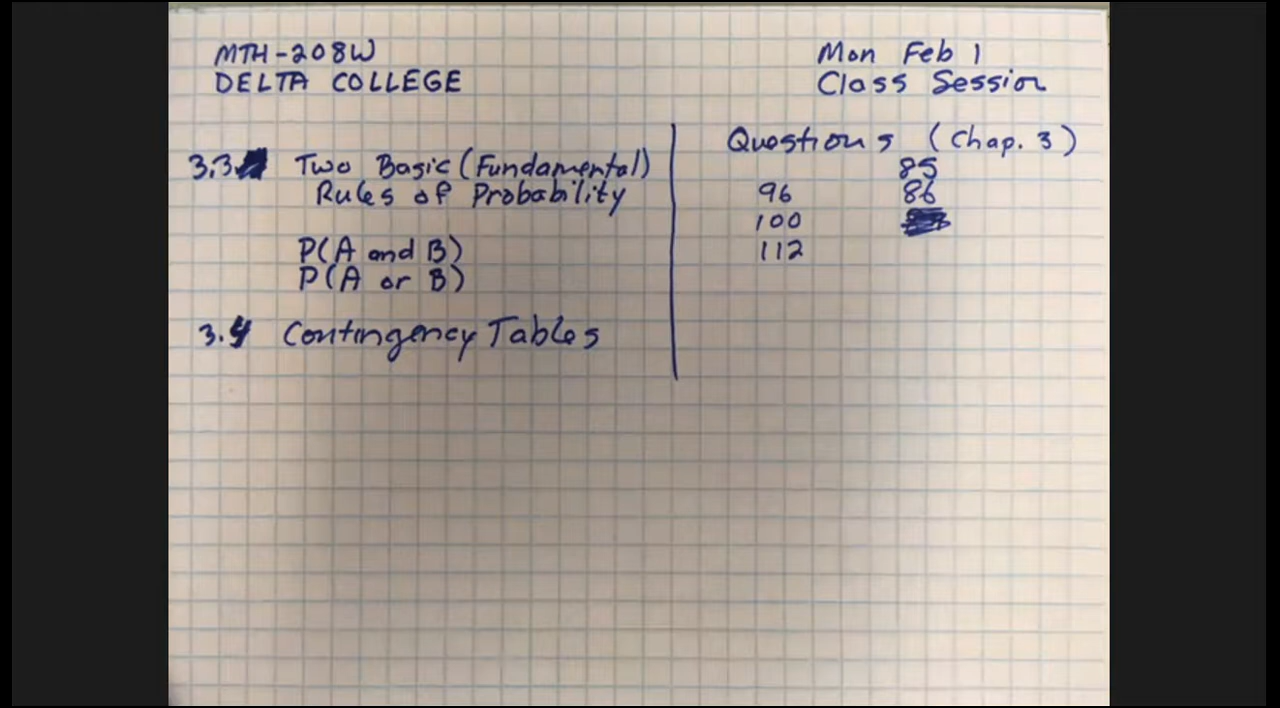 MTH-208W
DELTA COLLEGE
Mon Feb 1
Class Session
3.3 Two Basic (Fundamental)
Rules of Probability
P(A and B)
P(A or B)
3.4 Contingency Tables
Questions (Chap. 3)
85
96 86
100
112